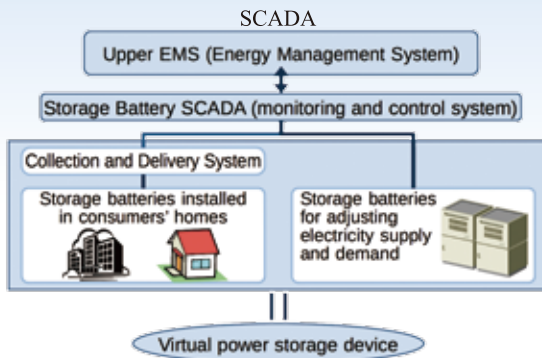 SCADA
Upper EMS (Energy Management System)
Storage Battery SCADA (monitoring and control system)
Collection and Delivery System
Storage batteries installed
in consumers' homes
Storage batteries
for adjusting
electricity supply
and demand
Virtual power storage device